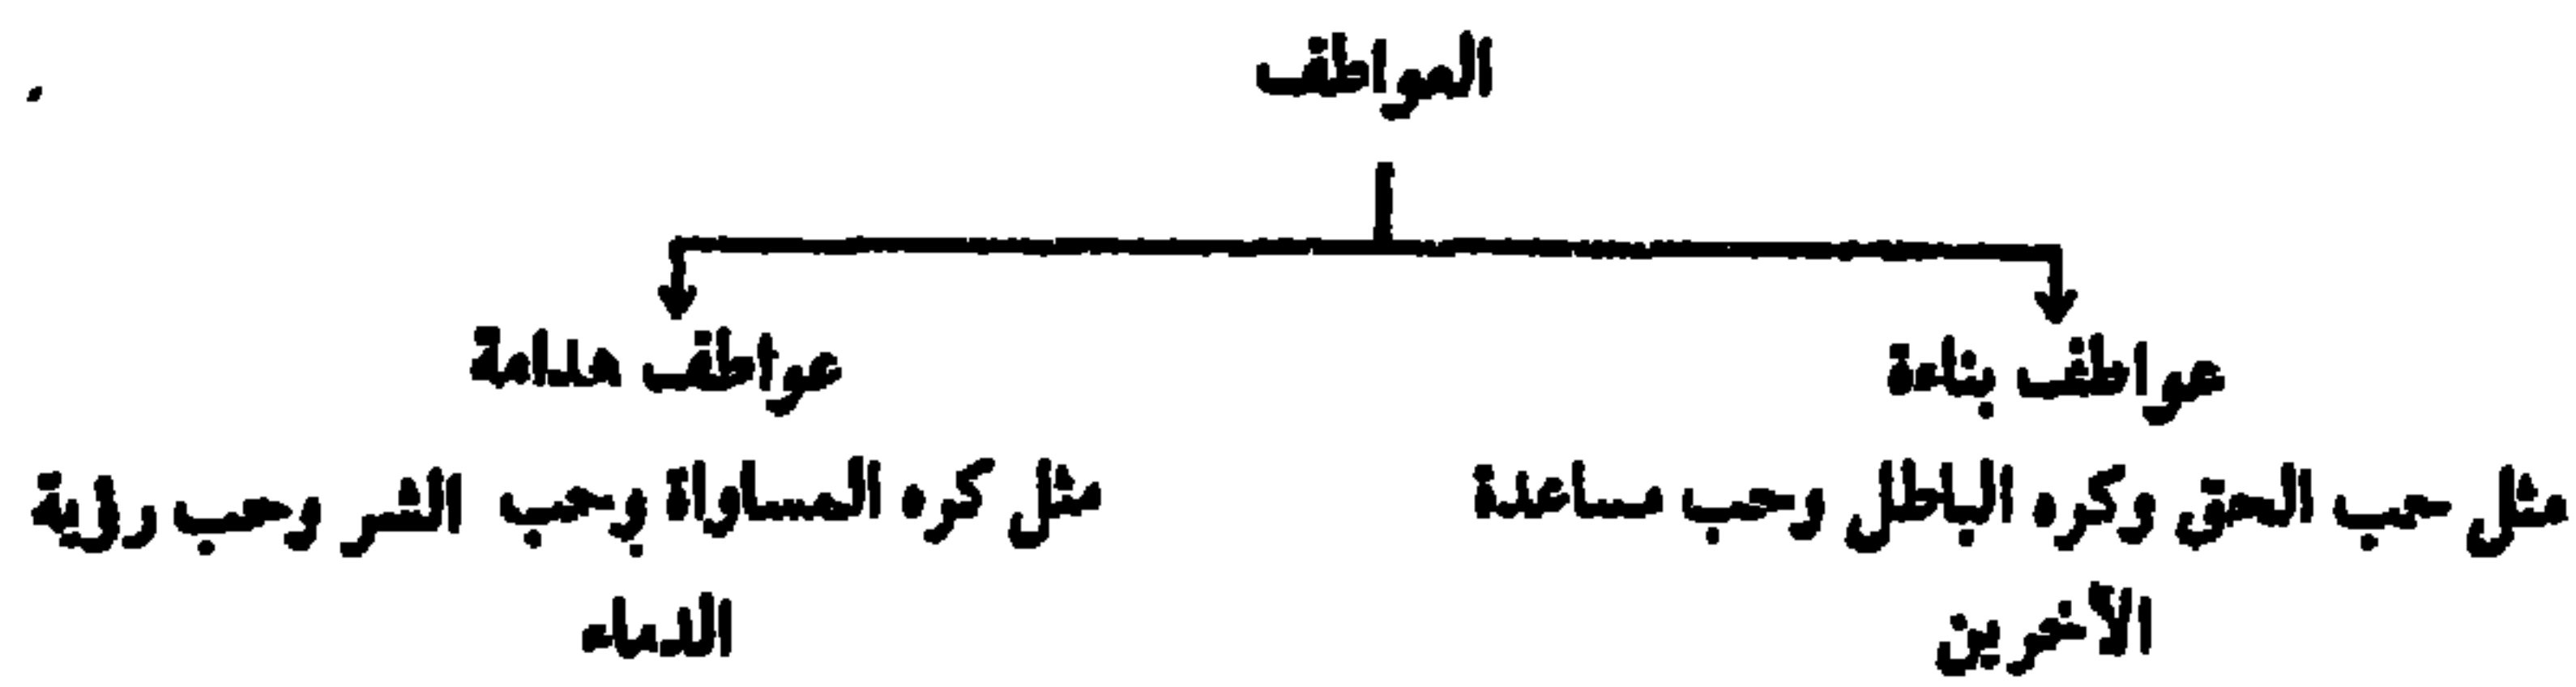 العواطف
عواطف بناءة
مثل حب الحق وكره الباطل وحب مساعدة
الآخرين
عواطف هدامة
مثل كره المساواة وحب الشر وحب رؤية
الدماء